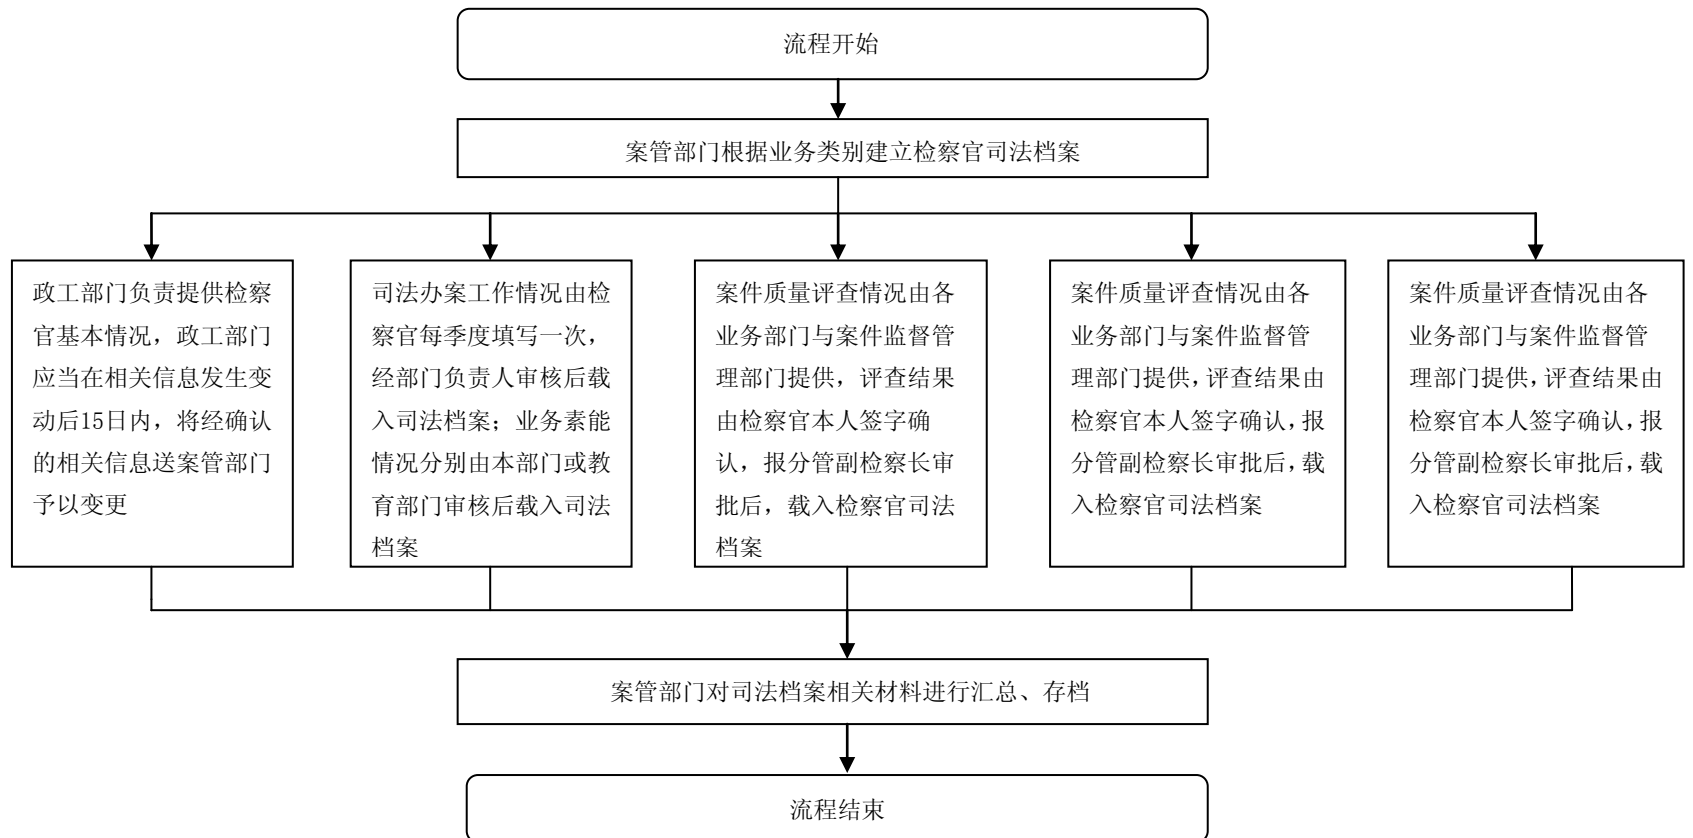 流程开始
案管部门根据业务类别建立检察官司法档案
政工部门负责提供检察
官基本情况，政工部门
应当在相关信息发生变
动后15日内，将经确认
的相关信息送案管部门
予以变更
司法办案工作情况由检
察官每季度填写一次，
经部门负责人审核后载
入司法档案；业务素能
情况分别由本部门或教
育部门审核后载入司法
档案
案件质量评查情况由各
业务部门与案件监督管
理部门提供，评查结果
由检察官本人签字确
认，报分管副检察长审
批后，载入检察官司法
档案
案件质量评查情况由各
业务部门与案件监督管
理部门提供，评查结果由
检察官本人签字确认，报
分管副检察长审批后，载
入检察官司法档案
案件质量评查情况由各
业务部门与案件监督管
理部门提供，评查结果由
检察官本人签字确认，报
分管副检察长审批后，载
入检察官司法档案
案管部门对司法档案相关材料进行汇总、存档
流程结束